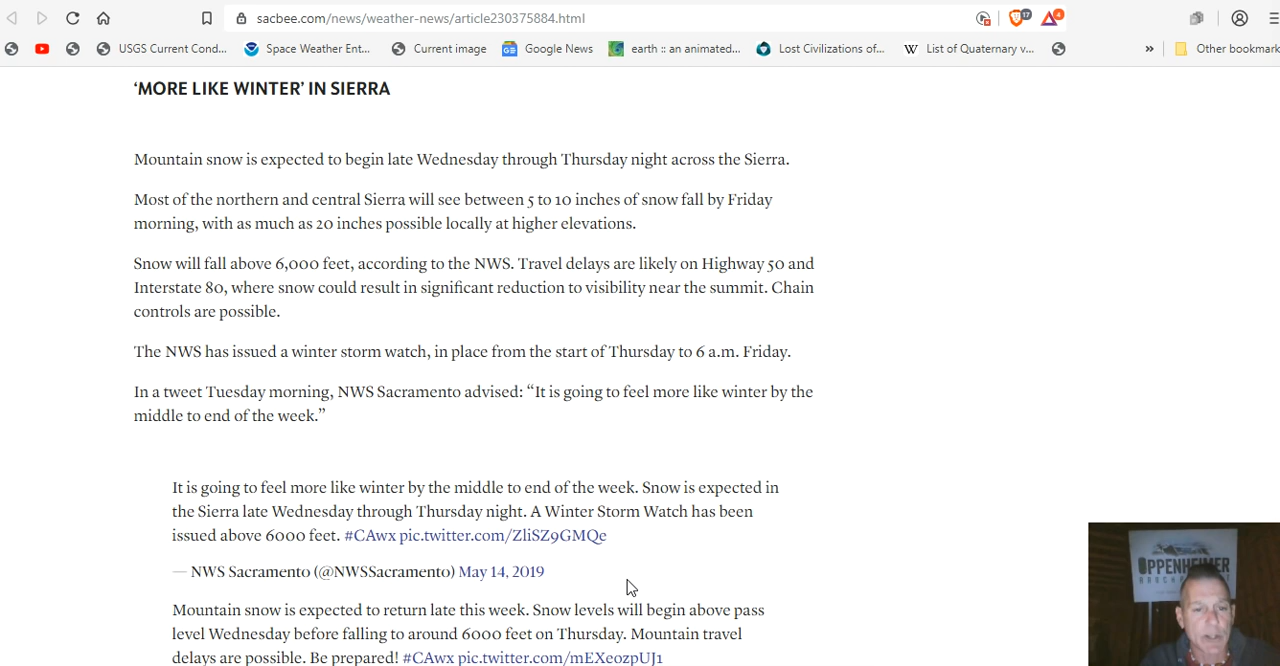 sacbee.com/news/weather-news/article230375884.html
17
4
USGS Current Cond...
Space Weather Ent...
Current image
Google News
earth :: an animated...
Lost Civilizations of...
W
List of Quaternary v...
»
Other bookmark
‘MORE LIKE WINTER’ IN SIERRA
Mountain snow is expected to begin late Wednesday through Thursday night across the Sierra.
Most of the northern and central Sierra will see between 5 to 10 inches of snow fall by Friday
morning, with as much as 20 inches possible locally at higher elevations.
Snow will fall above 6,000 feet, according to the NWS. Travel delays are likely on Highway 50 and
Interstate 80, where snow could result in significant reduction to visibility near the summit. Chain
controls are possible.
The NWS has issued a winter storm watch, in place from the start of Thursday to 6 a.m. Friday.
In a tweet Tuesday morning, NWS Sacramento advised: “It is going to feel more like winter by the
middle to end of the week.”
It is going to feel more like winter by the middle to end of the week. Snow is expected in
the Sierra late Wednesday through Thursday night. A Winter Storm Watch has been
issued above 6000 feet. #CAwx pic.twitter.com/ZliSZ9GMQe
— NWS Sacramento (@NWSSacramento) May 14, 2019
Mountain snow is expected to return late this week. Snow levels will begin above pass
level Wednesday before falling to around 6000 feet on Thursday. Mountain travel
delays are possible. Be prepared! #CAwx pic.twitter.com/mEXeozpUJ1
OPPENHEIMER